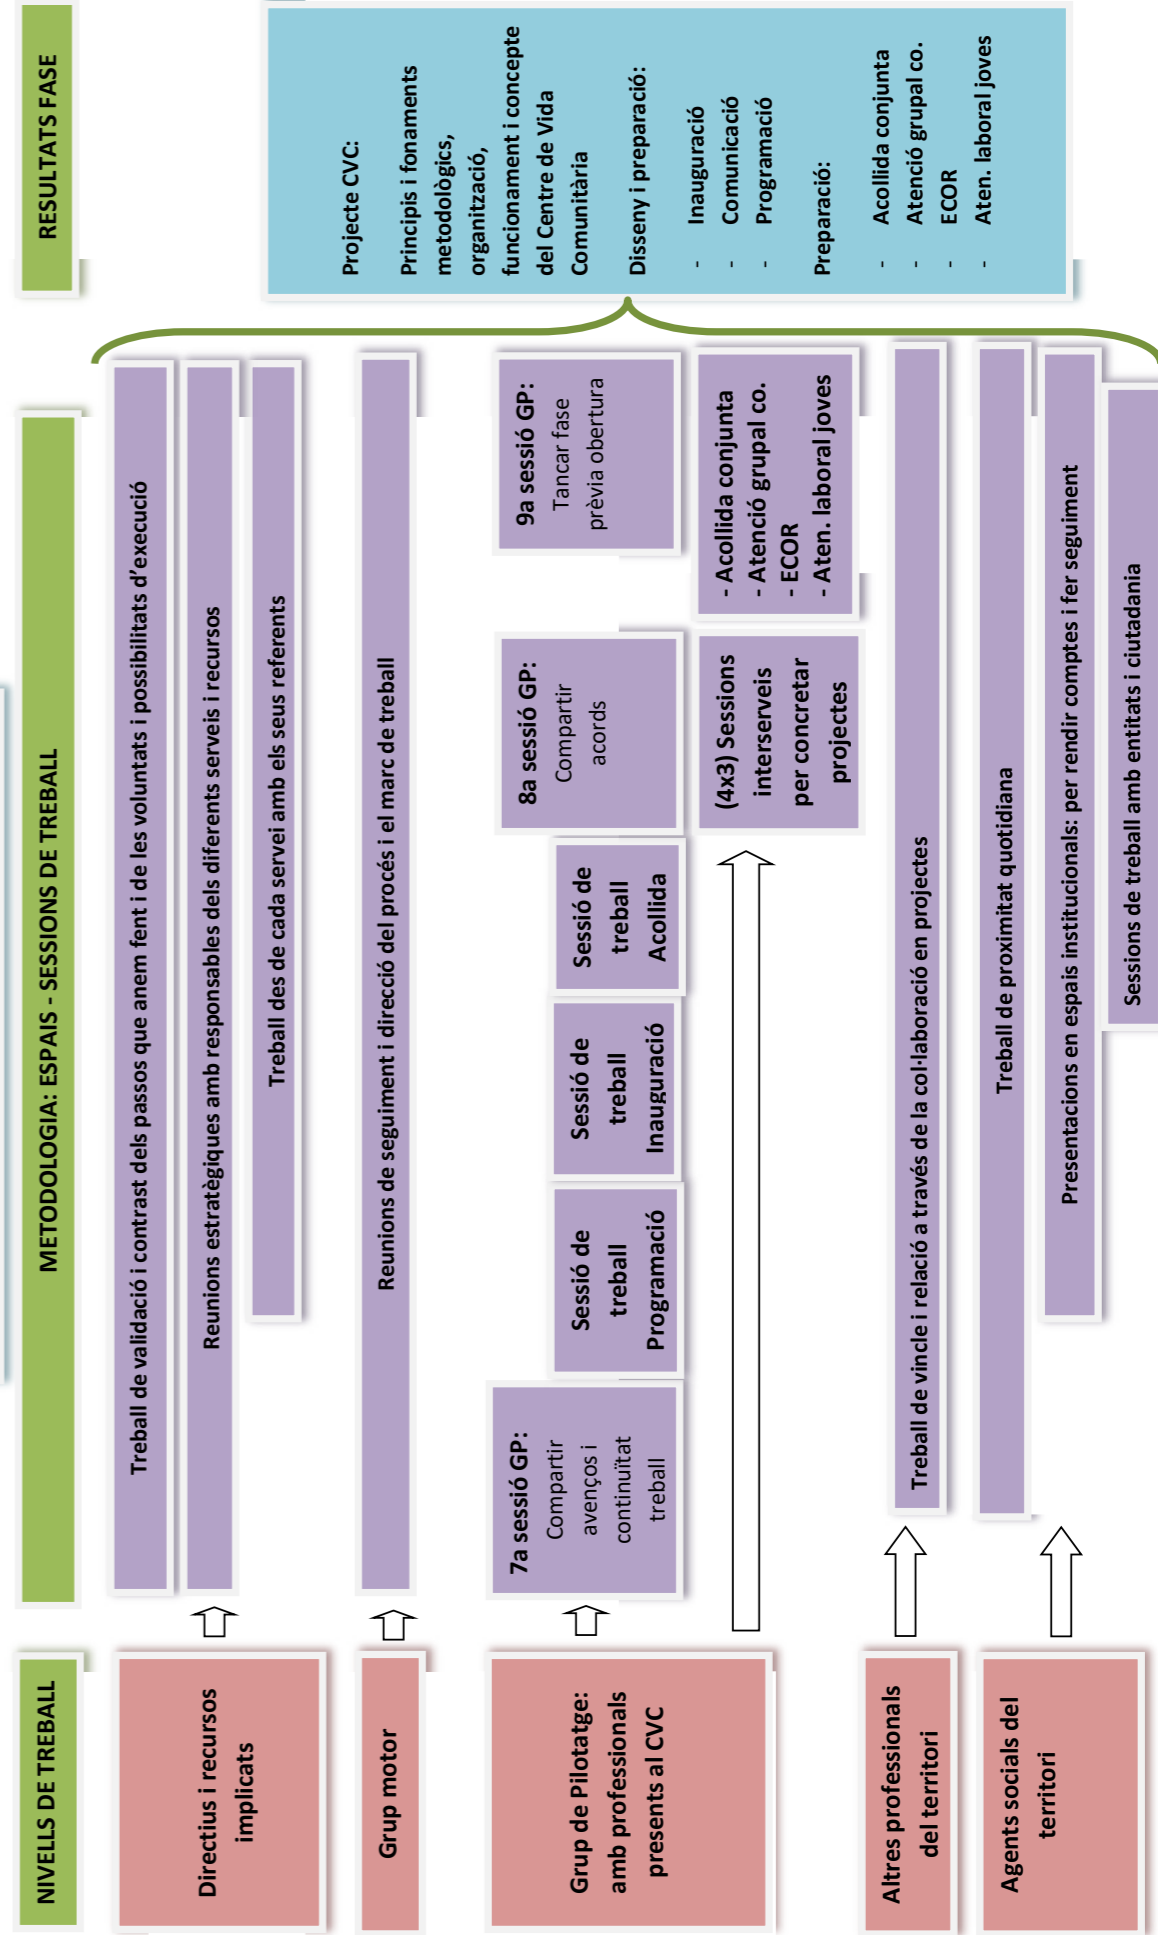 NIVELLS DE TREBALL
METODOLOGIA: ESPAIS - SESSIONS DE TREBALL
RESULTATS FASE
Directius i recursos
implicats
Treball de validació i contrast dels passos que anem fent i de les voluntats i possibilitats d’execució
Reunions estratègiques amb responsables dels diferents serveis i recursos
Treball des de cada servei amb els seus referents
Grup motor
Reunions de seguiment i direcció del procés i el marc de treball
Grup de Pilotatge:
amb professionals
presents al CVC
7a sessió GP:
Compartir
avenços i
continuïtat
treball
Sessió de
treball
Programació
Sessió de
treball
Inauguració
Sessió de
treball
Acollida
8a sessió GP:
Compartir
acords
9a sessió GP:
Tancar fase
prèvia obertura
(4x3) Sessions
interserveis
per concretar
projectes
- Acollida conjunta
- Atenció grupal co.
- ECOR
- Aten. laboral joves
Altres professionals
del territori
Treball de vincle i relació a través de la col·laboració en projectes
Agents socials del
territori
Treball de proximitat quotidiana
Presentacions en espais institucionals: per rendir comptes i fer seguiment
Sessions de treball amb entitats i ciutadania
Projecte CVC:
Principis i fonaments
metodològics,
organització,
funcionament i concepte
del Centre de Vida
Comunitària
Disseny i preparació:
- Inauguració
- Comunicació
- Programació
Preparació:
- Acollida conjunta
- Atenció grupal co.
- ECOR
- Aten. laboral joves